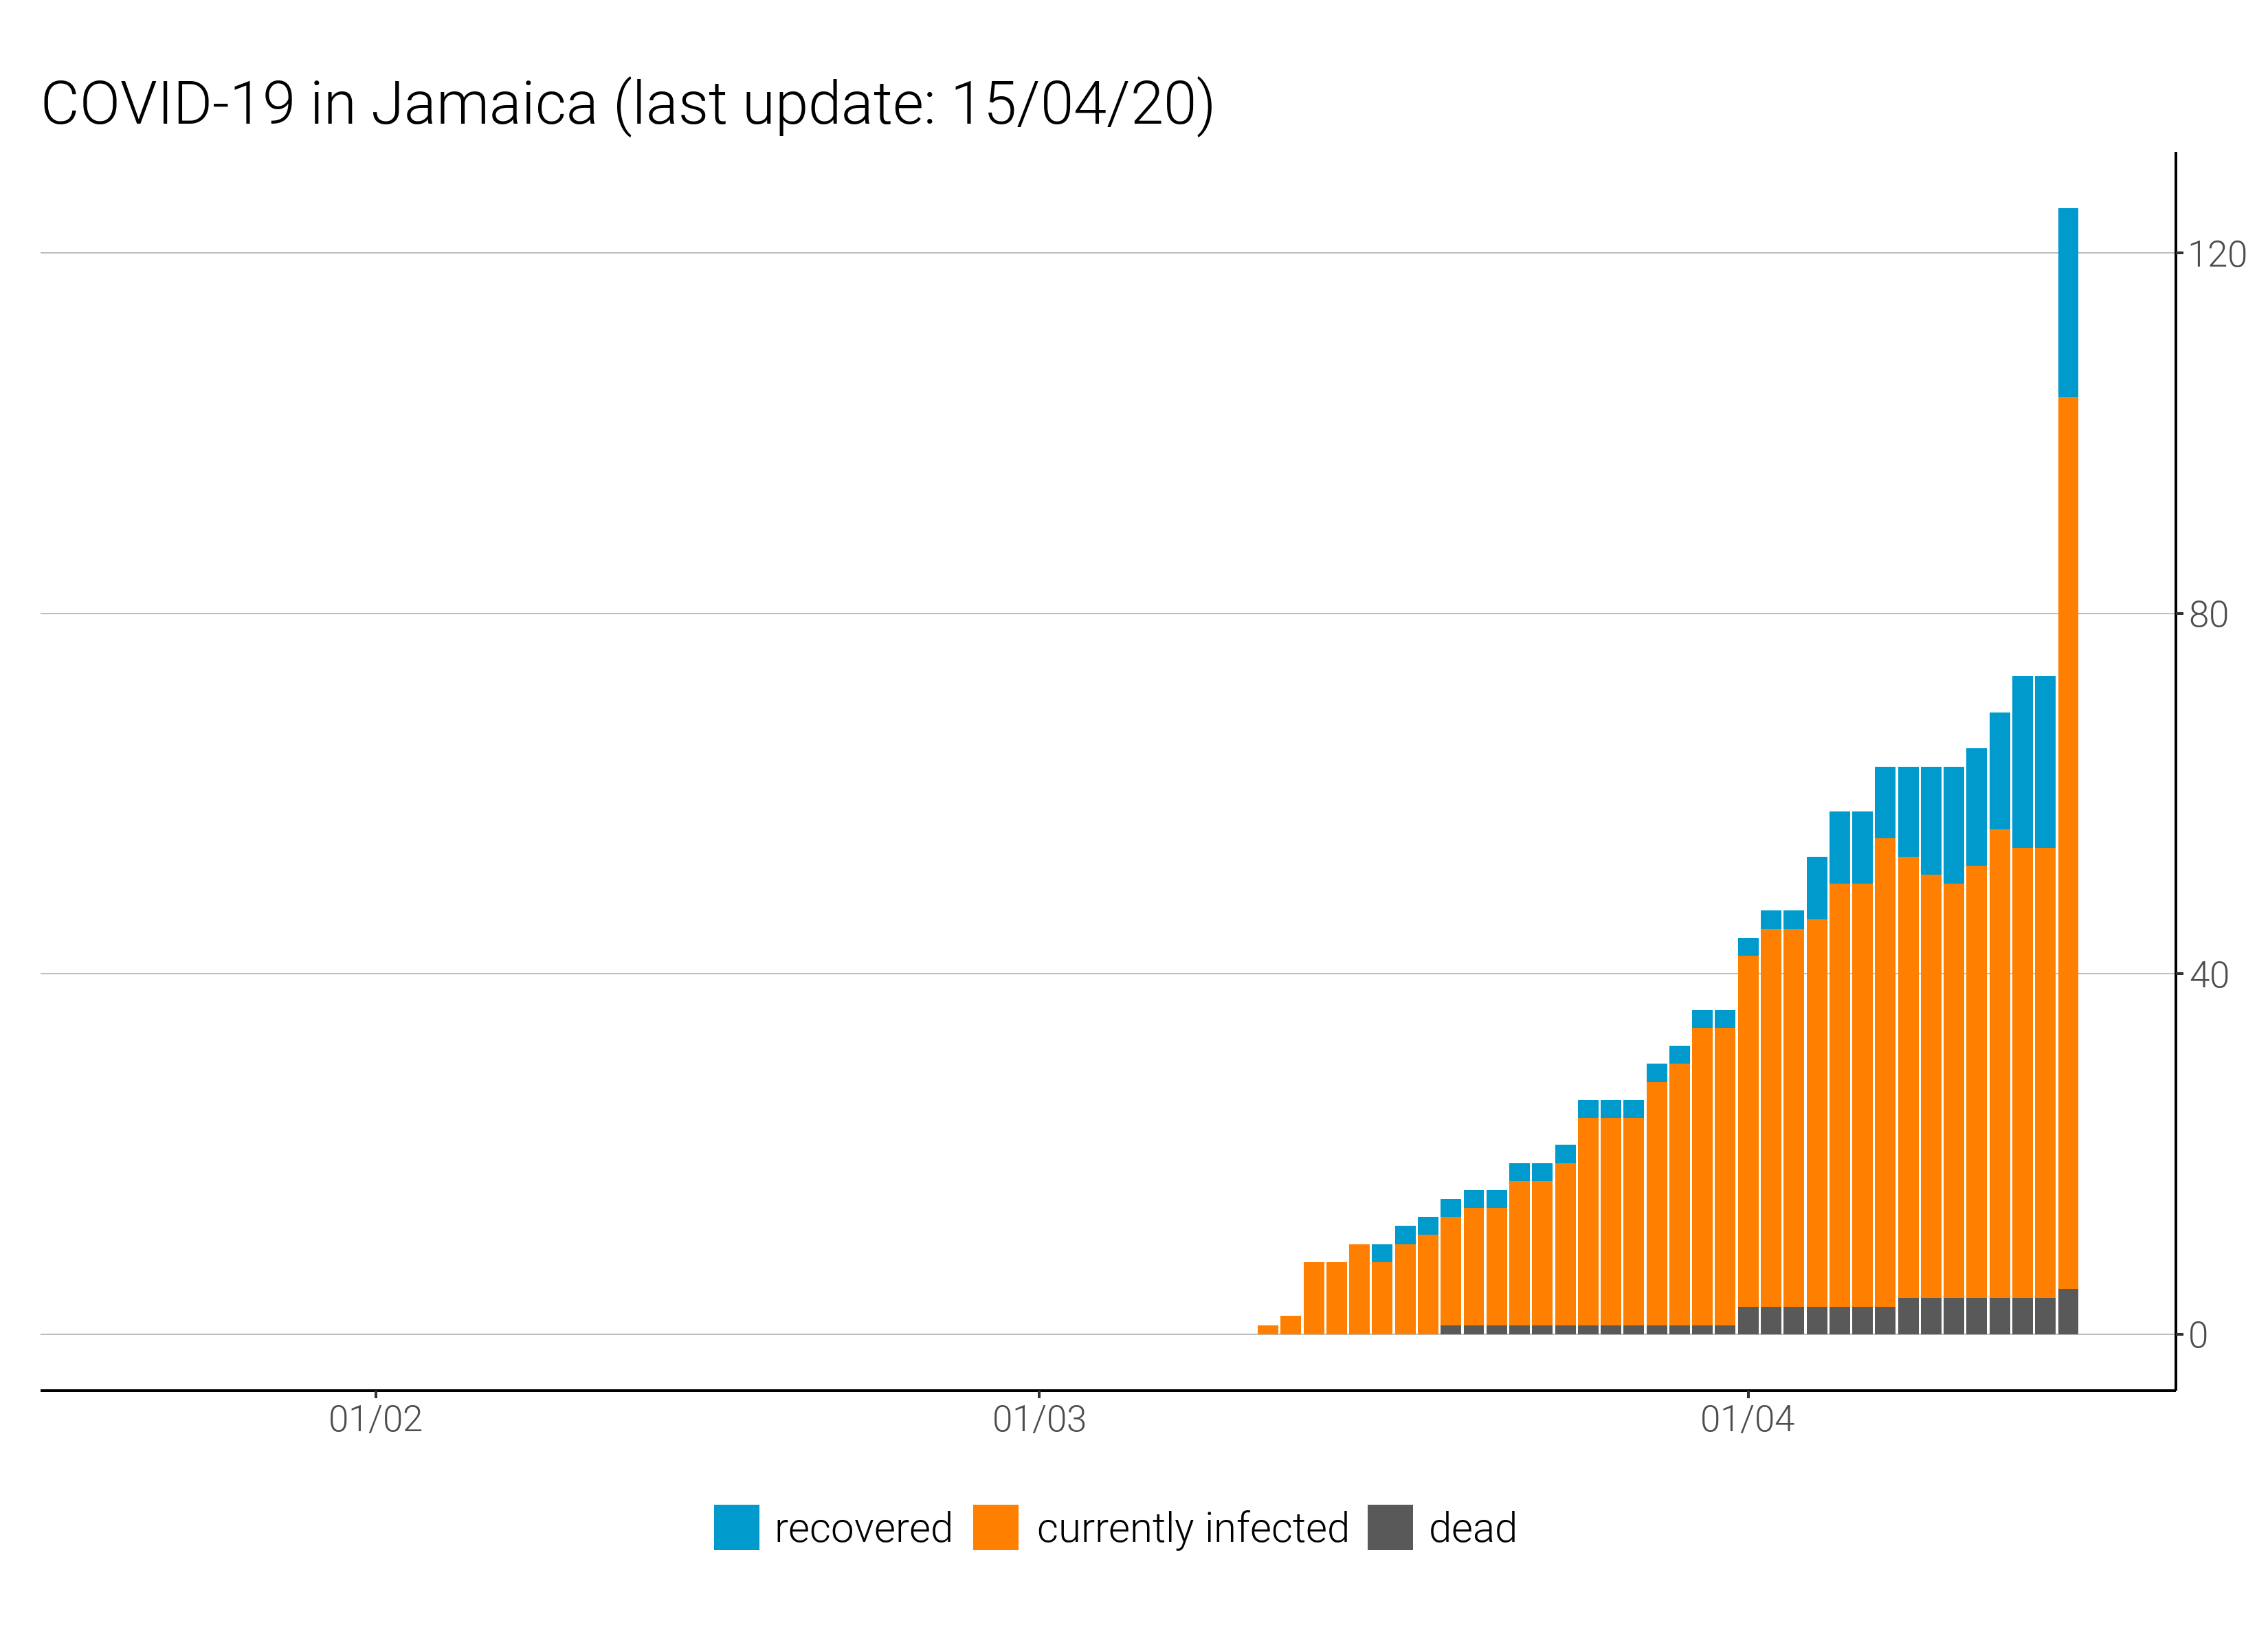 COVID-19 in Jamaica (last update: 15/04/20)
120
80
40
0
01/02 01/03 01/04
recovered currently infected dead